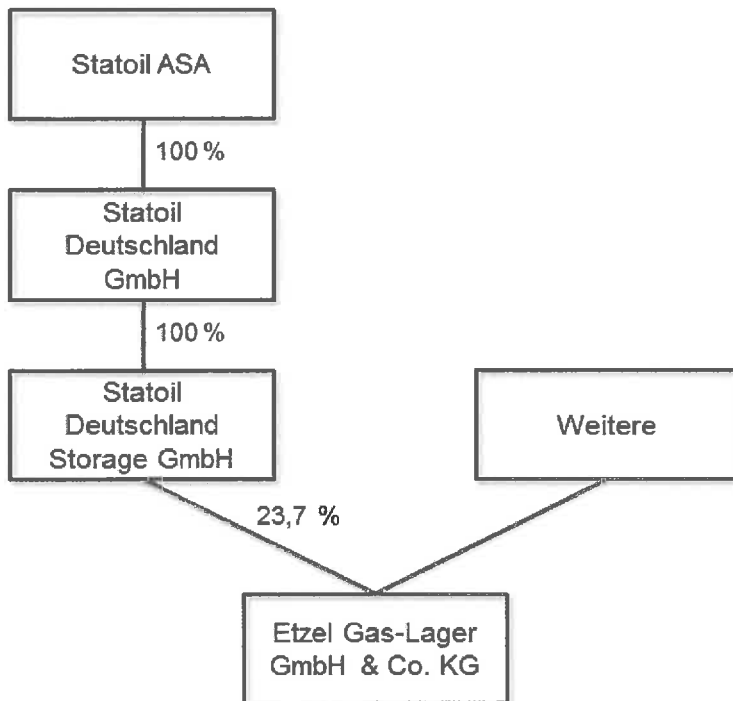 Statoil ASA
100 %
Statoil
Deutschland
GmbH
100 %
Statoil
Deutschland
Storage GmbH
Weitere
23,7 %
Etzel Gas-Lager
GmbH & Co. KG